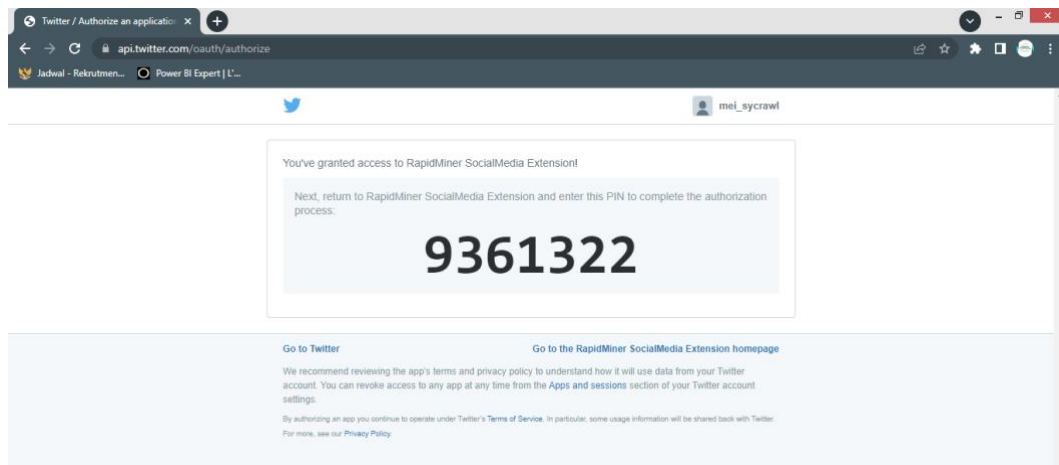 Twitter / Authorize an applicatio
api.twitter.com/oauth/authorize
Jadwal - Rekrutmen...
Power BI Expert | L'...
mei_sycrawl
You've granted access to RapidMiner SocialMedia Extension!
Next, return to RapidMiner SocialMedia Extension and enter this PIN to complete the authorization
process:
9361322
Go to Twitter
Go to the RapidMiner SocialMedia Extension homepage
We recommend reviewing the app's terms and privacy policy to understand how it will use data from your Twitter
account. You can revoke access to any app at any time from the Apps and sessions section of your Twitter account
settings.
By authorizing an app you continue to operate under Twitter's Terms of Service. In particular, some usage information will be shared back with Twitter.
For more, see our Privacy Policy.